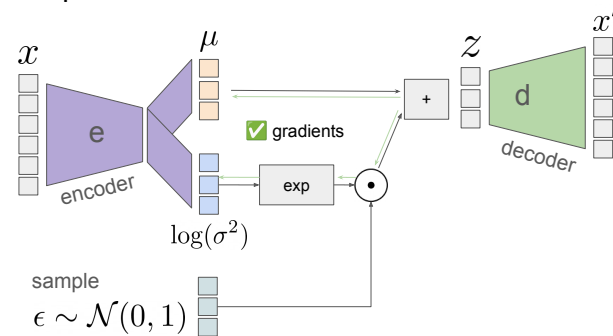 x
μ
z
x'
e
encoder
✅ gradients
+
d
decoder
exp
log(σ²)
sample
ϵ ∼ 𝒩(0, 1)